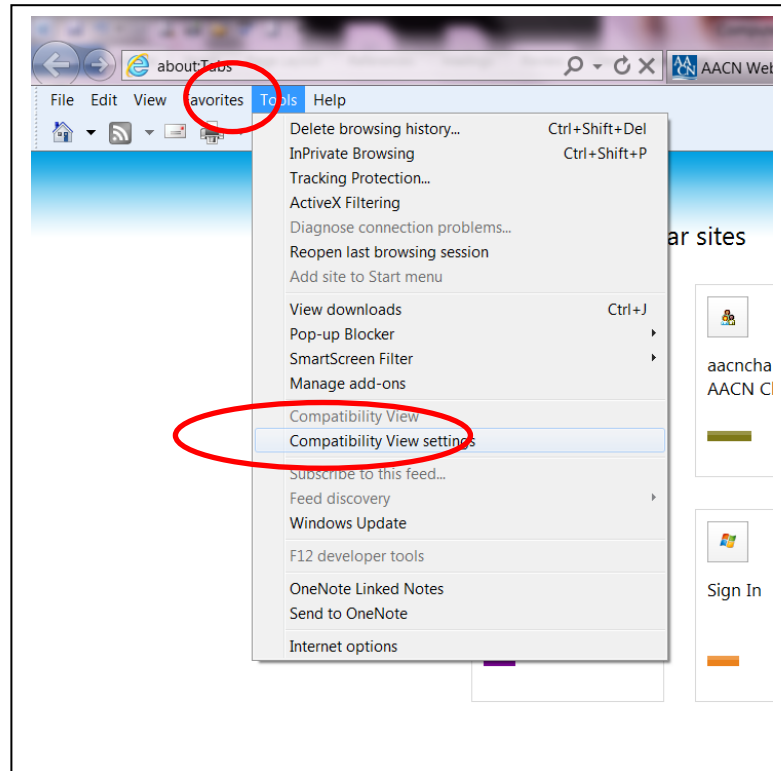 about:Tabs
AACN Web
File Edit View Favorites Tools Help
Delete browsing history... Ctrl+Shift+Del
InPrivate Browsing Ctrl+Shift+P
Tracking Protection...
ActiveX Filtering
Diagnose connection problems...
Reopen last browsing session
Add site to Start menu
ar sites
View downloads Ctrl+J
Pop-up Blocker
SmartScreen Filter
Manage add-ons
aacncha
AACN Cl
Compatibility View
Compatibility View settings
Subscribe to this feed...
Feed discovery
Windows Update
F12 developer tools
OneNote Linked Notes
Send to OneNote
Sign In
Internet options